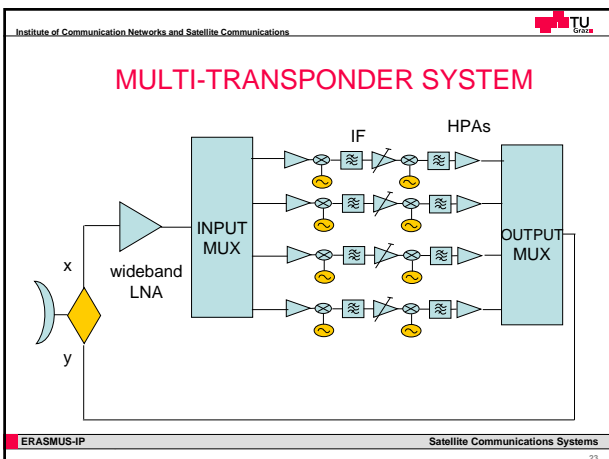 Institute of Communication Networks and Satellite Communications
TU
Graz
MULTI-TRANSPONDER SYSTEM
IF
HPAs
INPUT
MUX
OUTPUT
MUX
x
wideband
LNA
y
ERASMUS-IP
Satellite Communications Systems
23